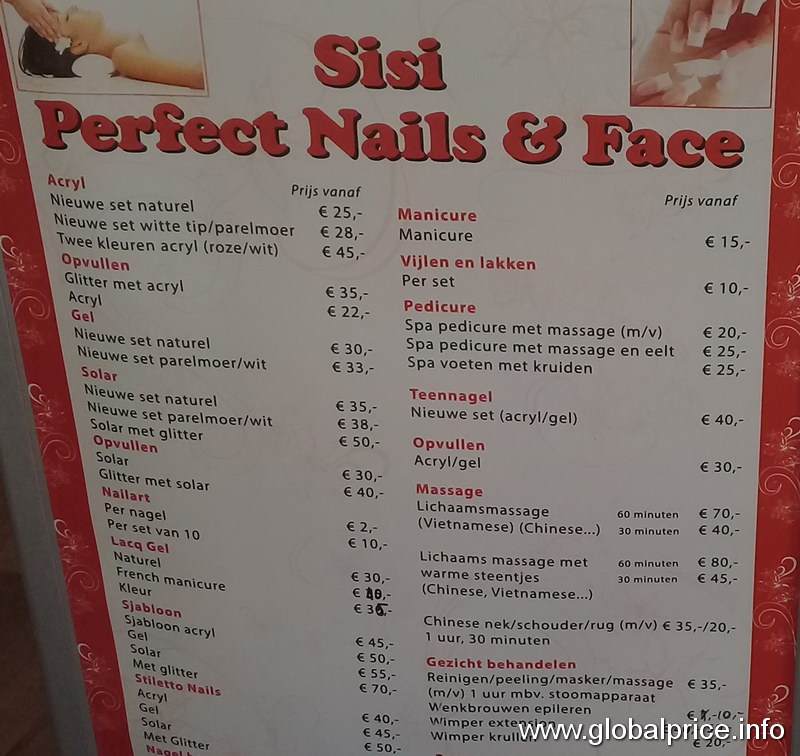 Sisi
Perfect Nails & Face
Prijs vanaf
Acryl
Nieuwe set naturel € 25,-
Nieuwe set witte tip/parelmoer € 28,-
Twee kleuren acryl (roze/wit) € 45,-
Opvullen
Glitter met acryl € 35,-
Acryl € 22,-
Gel
Nieuwe set naturel € 30,-
Nieuwe set parelmoer/wit € 33,-
Solar
Nieuwe set naturel € 35,-
Nieuwe set parelmoer/wit € 38,-
Solar met glitter € 50,-
Opvullen
Solar € 30,-
Glitter met solar € 40,-
Nailart
Per nagel € 2,-
Per set van 10 € 10,-
Lacq Gel
Naturel € 30,-
French manicure €
Kleur € 35,-
Sjabloon
Sjabloon acryl € 45,-
Gel € 50,-
Solar € 55,-
Met glitter € 70,-
Stiletto Nails
Acryl € 40,-
Gel € 45,-
Solar € 50,-
Met Glitter
Prijs vanaf
Manicure
Manicure € 15,-
Vijlen en lakken
Per set € 10,-
Pedicure
Spa pedicure met massage (m/v) € 20,-
Spa pedicure met massage en eelt € 25,-
Spa voeten met kruiden € 25,-
Teennagel
Nieuwe set (acryl/gel) € 40,-
Opvullen
Acryl/gel € 30,-
Massage
Lichaamsmassage 60 minuten € 70,-
(Vietnamese) (Chinese...) 30 minuten € 40,-
Lichaams massage met 60 minuten € 80,-
warme steentjes 30 minuten € 45,-
(Chinese, Vietnamese...)
Chinese nek/schouder/rug (m/v) € 35,-/20,-
1 uur, 30 minuten
Gezicht behandelen
Reinigen/peeling/masker/massage € 35,-
(m/v) 1 uur mbv. stoomapparaat
Wenkbrouwen epileren € -10,-
Wimper extension
Wimper krullen € 20,-
www.globalprice.info